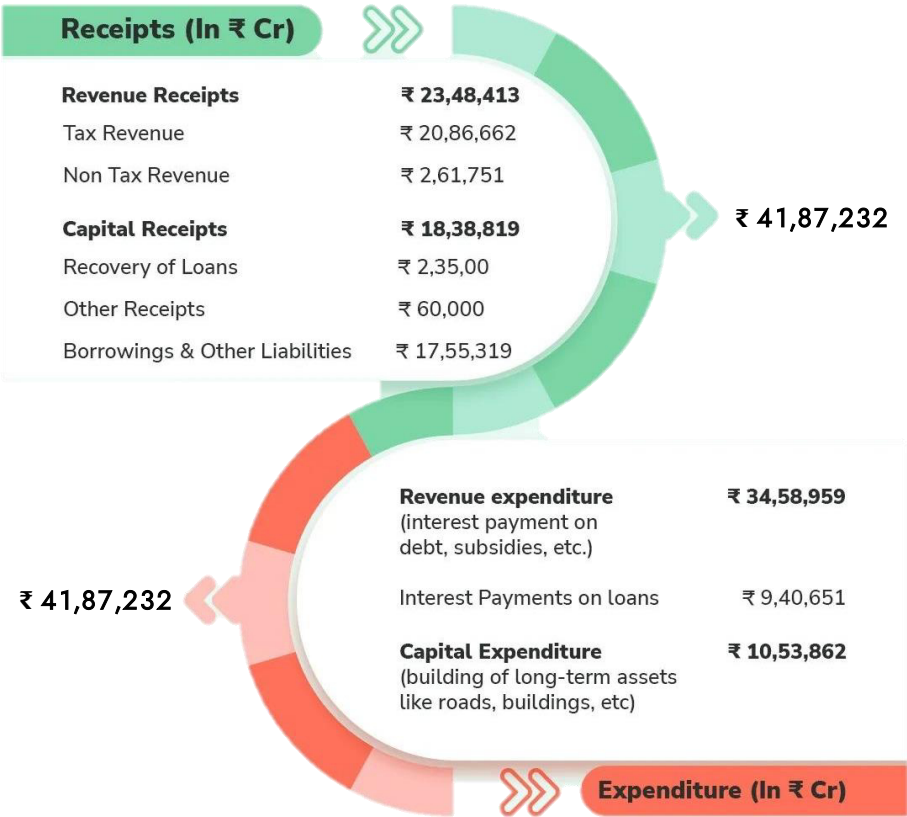 Receipts (In ₹ Cr)
Revenue Receipts ₹ 23,48,413
Tax Revenue ₹ 20,86,662
Non Tax Revenue ₹ 2,61,751
Capital Receipts ₹ 18,38,819
Recovery of Loans ₹ 2,35,00
Other Receipts ₹ 60,000
Borrowings & Other Liabilities ₹ 17,55,319
₹ 41,87,232
Revenue expenditure ₹ 34,58,959
(interest payment on
debt, subsidies, etc.)
Interest Payments on loans ₹ 9,40,651
Capital Expenditure ₹ 10,53,862
(building of long-term assets
like roads, buildings, etc)
₹ 41,87,232
Expenditure (In ₹ Cr)